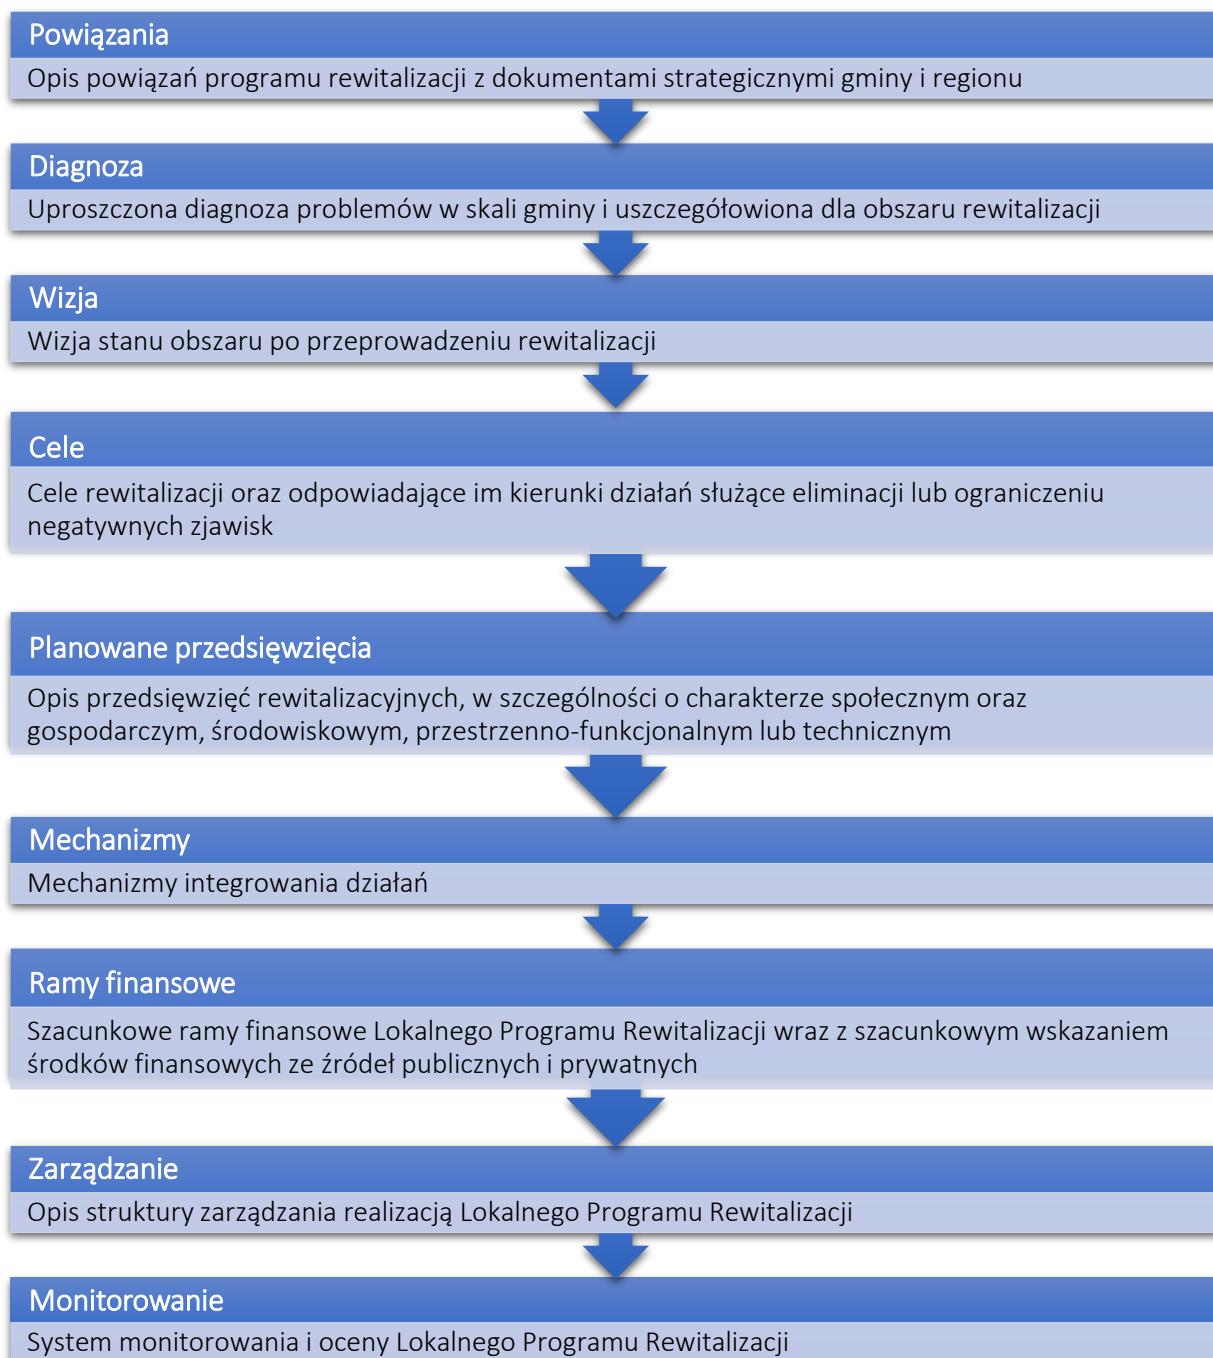 Powiązania
Opis powiązań programu rewitalizacji z dokumentami strategicznymi gminy i regionu
Diagnoza
Uproszczona diagnoza problemów w skali gminy i uszczegółowiona dla obszaru rewitalizacji
Wizja
Wizja stanu obszaru po przeprowadzeniu rewitalizacji
Cele
Cele rewitalizacji oraz odpowiadające im kierunki działań służące eliminacji lub ograniczeniu
negatywnych zjawisk
Planowane przedsięwzięcia
Opis przedsięwzięć rewitalizacyjnych, w szczególności o charakterze społecznym oraz
gospodarczym, środowiskowym, przestrzenno-funkcjonalnym lub technicznym
Mechanizmy
Mechanizmy integrowania działań
Ramy finansowe
Szacunkowe ramy finansowe Lokalnego Programu Rewitalizacji wraz z szacunkowym wskazaniem
środków finansowych ze źródeł publicznych i prywatnych
Zarządzanie
Opis struktury zarządzania realizacją Lokalnego Programu Rewitalizacji
Monitorowanie
System monitorowania i oceny Lokalnego Programu Rewitalizacji